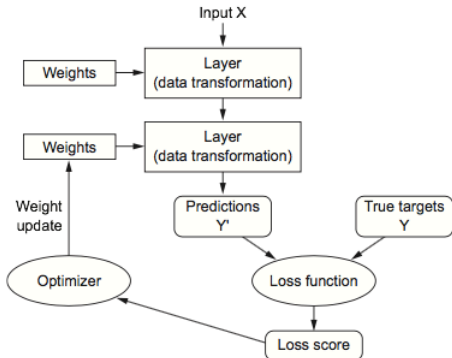 Input X
Weights
Layer
(data transformation)
Weights
Layer
(data transformation)
Weight
update
Predictions
Y'
True targets
Y
Optimizer
Loss function
Loss score